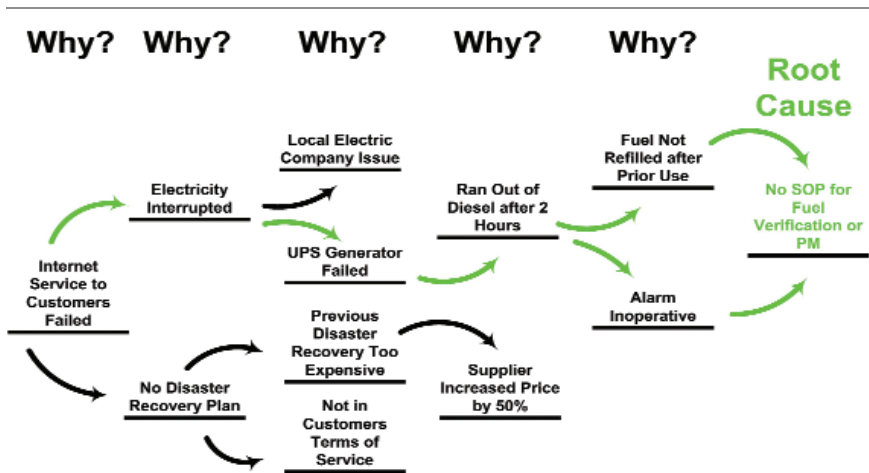 Why? Why? Why? Why? Why?
Root
Cause
Internet
Service to
Customers
Failed
Electricity
Interrupted
No Disaster
Recovery Plan
Local Electric
Company Issue
UPS Generator
Failed
Previous
Disaster
Recovery Too
Expensive
Not in
Customers
Terms of
Service
Ran Out of
Diesel after 2
Hours
Supplier
Increased Price
by 50%
Fuel Not
Refilled after
Prior Use
Alarm
Inoperative
No SOP for
Fuel
Verification or
PM